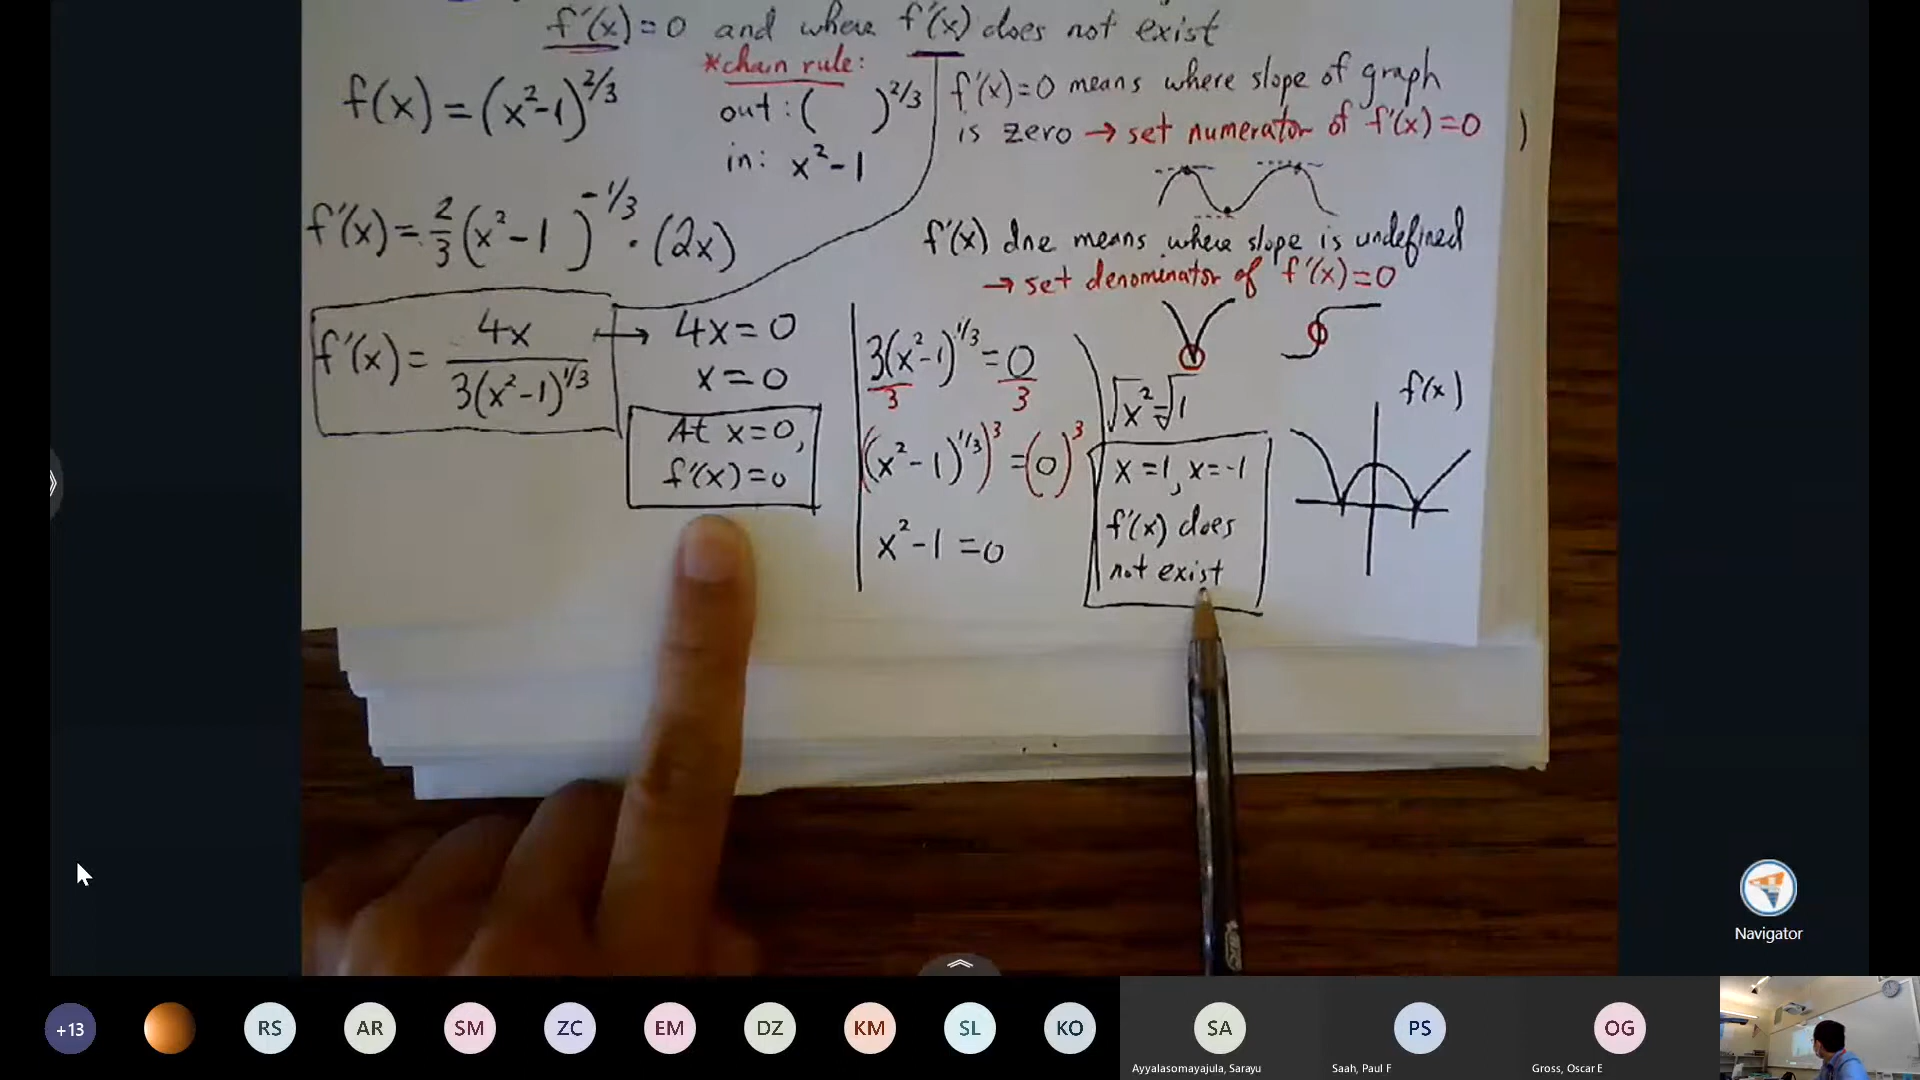 f'(x)=0 and where f'(x) does not exist
f(x) = (x²-1)^2/3
*chain rule:
out: ( )^2/3
in: x²-1
f'(x)=0 means where slope of graph
is zero → set numerator of f'(x)=0
)
f'(x) = 2/3 (x²-1)^-1/3 · (2x)
f'(x) dne means where slope is undefined
→ set denominator of f'(x)=0
f'(x) = 4x / 3(x²-1)^1/3 → 4x=0
x=0
At x=0,
f'(x)=0
3(x²-1)^1/3 = 0
3 3
((x²-1)^1/3)^3 = (0)^3
x²-1=0
√x² = √1
x=1, x=-1
f'(x) does
not exist
f(x)
Navigator
+13
RS
AR
SM
ZC
EM
DZ
KM
SL
KO
SA
PS
OG
Ayyalasomayajula, Sarayu
Saah, Paul F
Gross, Oscar E